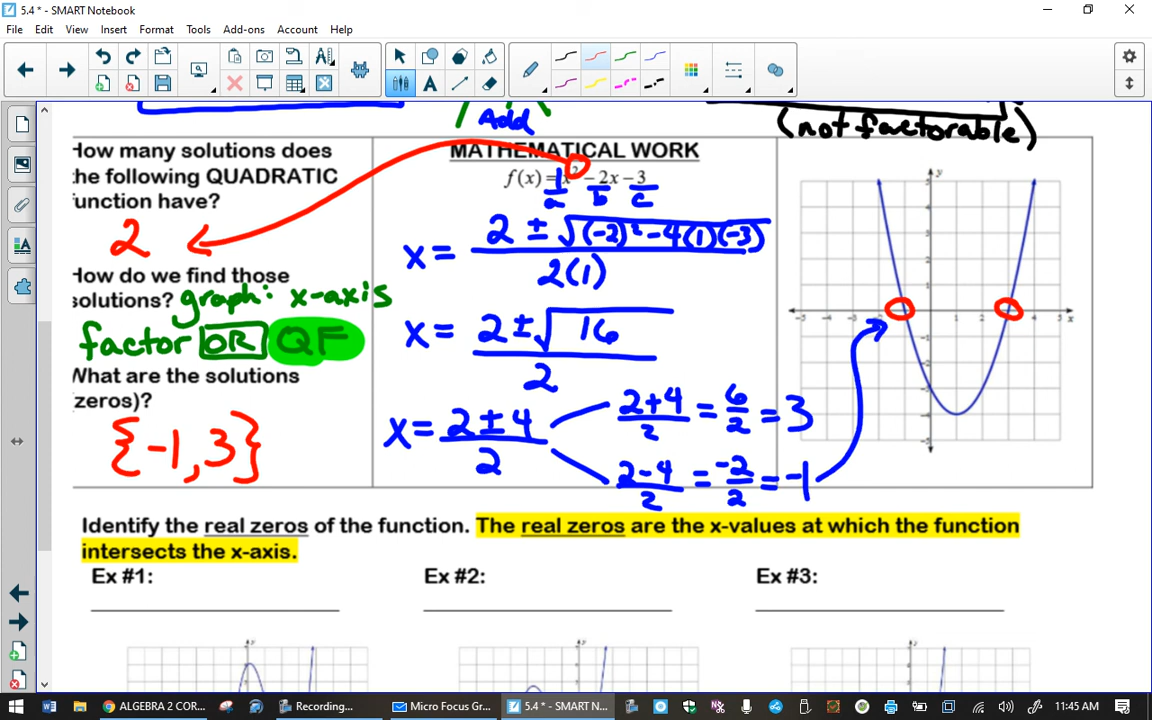 5.4 * - SMART Notebook
File Edit View Insert Format Tools Add-ons Account Help
Add
(not factorable)
How many solutions does
the following QUADRATIC
function have?
2
How do we find those
solutions? graph: x-axis
factor OR QF
What are the solutions
(zeros)?
{-1,3}
MATHEMATICAL WORK
f(x) = x² - 2x - 3
1
a b c
x = 2 ± √(-2)² - 4(1)(-3)
2(1)
x = 2 ± √16
2
x = 2 ± 4
2
2+4/2 = 6/2 = 3
2-4/2 = -2/2 = -1
y
x
Identify the real zeros of the function. The real zeros are the x-values at which the function
intersects the x-axis.
Ex #1: Ex #2: Ex #3:
ALGEBRA 2 COR... 5.4 Recording... Micro Focus Gr... 5.4 * - SMART N... 11:45 AM